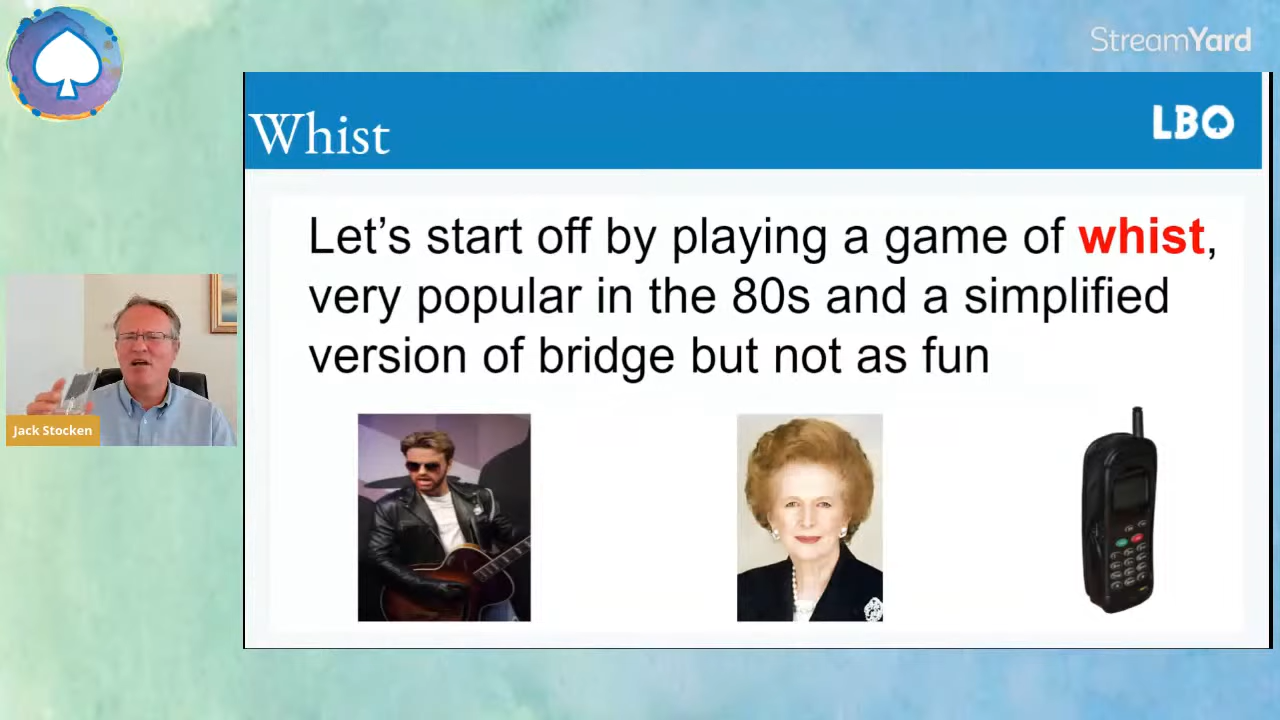 StreamYard
Whist
LBO
Let’s start off by playing a game of whist,
very popular in the 80s and a simplified
version of bridge but not as fun
Jack Stocken